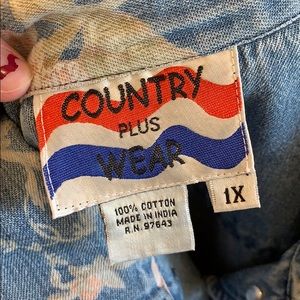 COUNTRY
PLUS
WEAR
100% COTTON
MADE IN INDIA
R.N. 97643
1X